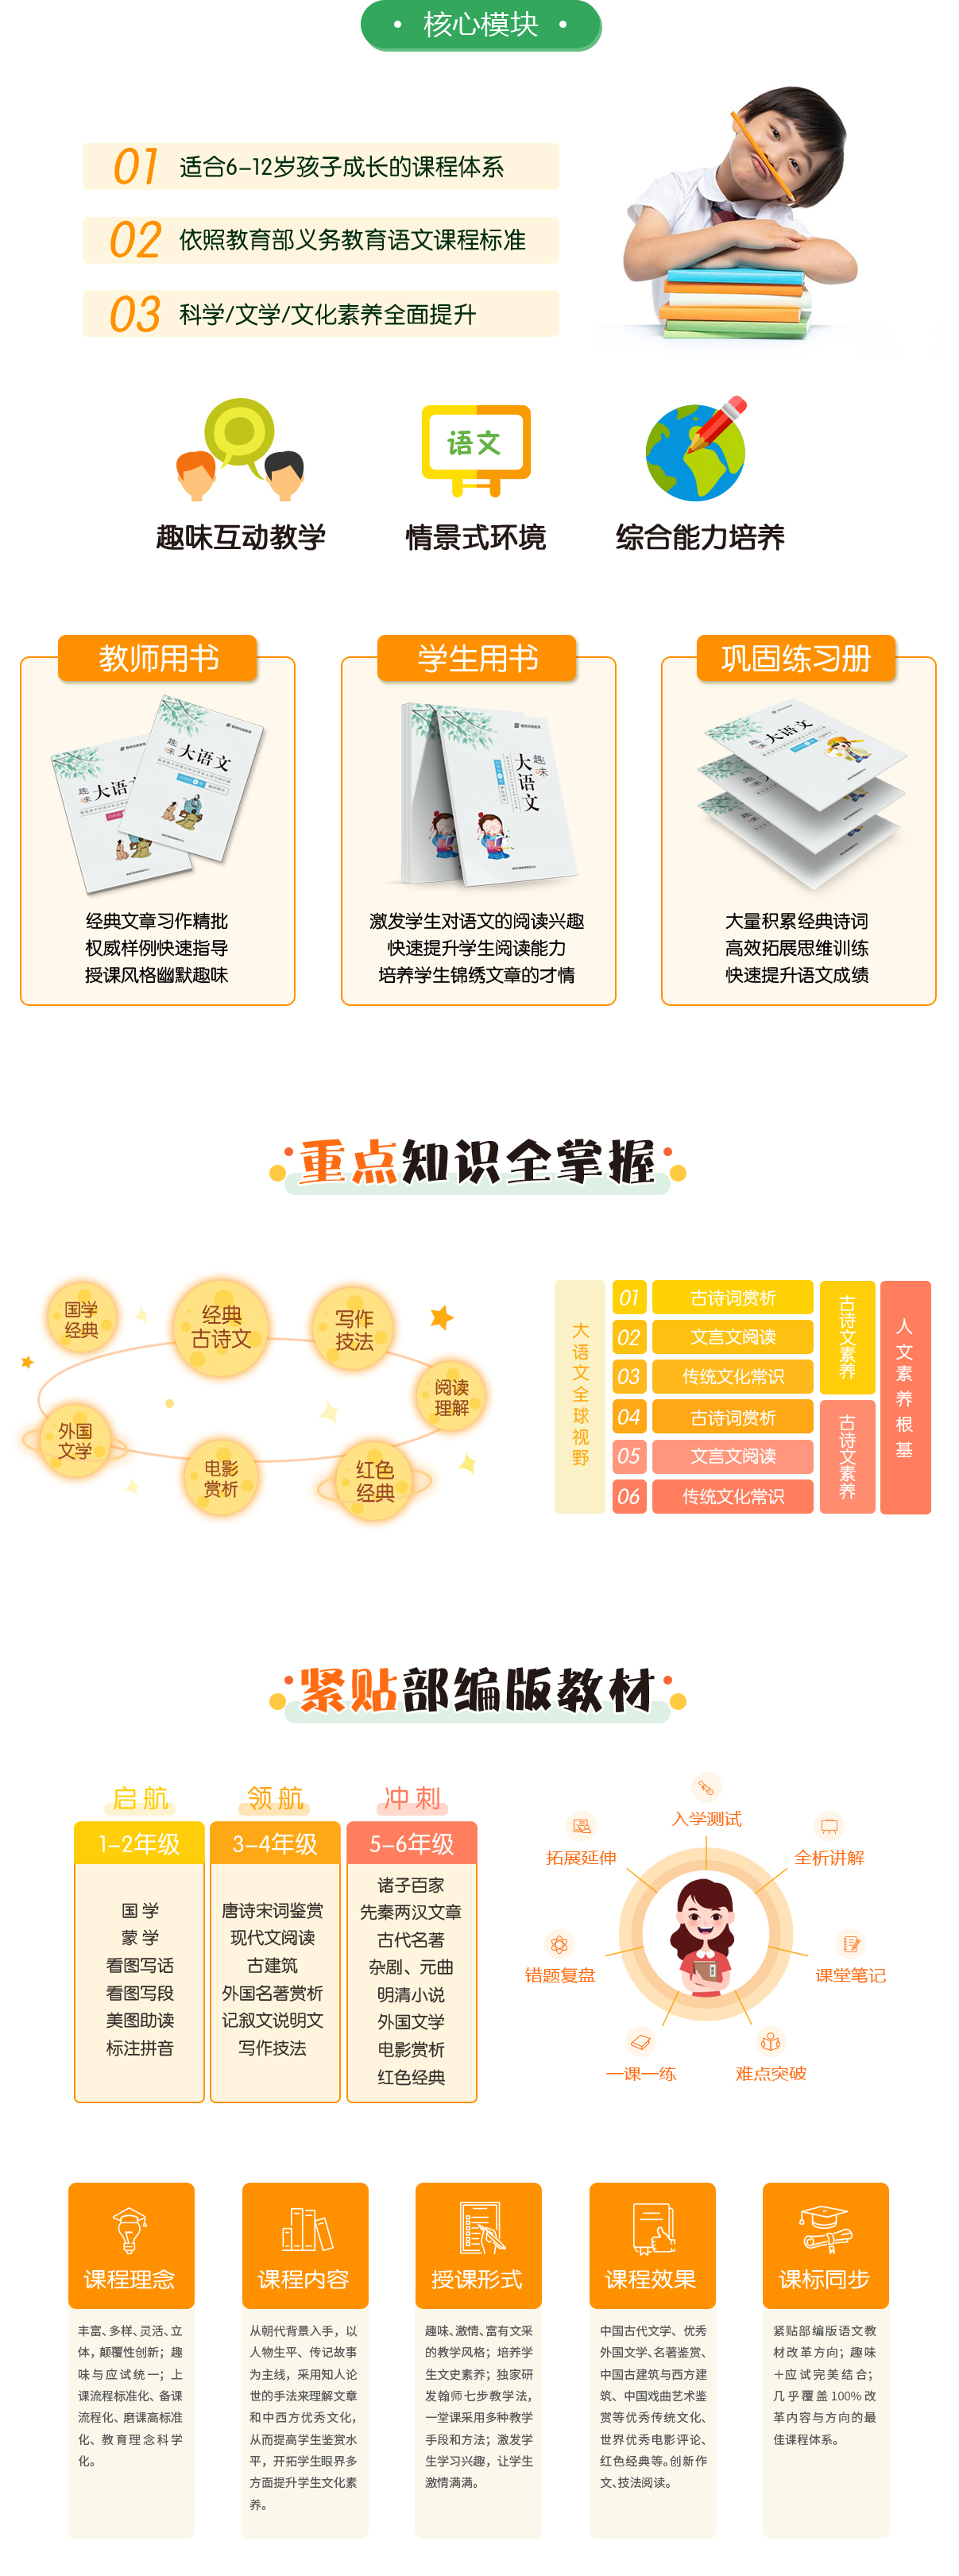 核心模块
01 适合6-12岁孩子成长的课程体系
02 依照教育部义务教育语文课程标准
03 科学/文学/文化素养全面提升
语文
趣味互动教学
情景式环境
综合能力培养
教师用书
趣味 大语文
趣味 大语文
经典文章习作精批
权威样例快速指导
授课风格幽默趣味
学生用书
趣味 大语文
激发学生对语文的阅读兴趣
快速提升学生阅读能力
培养学生锦绣文章的才情
巩固练习册
趣味 大语文
大量积累经典诗词
高效拓展思维训练
快速提升语文成绩
重点知识全掌握
国学
经典
经典
古诗文
写作
技法
阅读
理解
外国
文学
电影
赏析
红色
经典
大语文全球视野
01 古诗词赏析
02 文言文阅读
03 传统文化常识
04 古诗词赏析
05 文言文阅读
06 传统文化常识
古诗文素养
古诗文素养
人文素养根基
紧贴部编版教材
启航
1-2年级
国学
蒙学
看图写话
看图写段
美图助读
标注拼音
领航
3-4年级
唐诗宋词鉴赏
现代文阅读
古建筑
外国名著赏析
记叙文说明文
写作技法
冲刺
5-6年级
诸子百家
先秦两汉文章
古代名著
杂剧、元曲
明清小说
外国文学
电影赏析
红色经典
入学测试
拓展延伸
全析讲解
错题复盘
课堂笔记
一课一练
难点突破
课程理念
丰富、多样、灵活、立
体，颠覆性创新；趣
味与应试统一；上
课流程标准化、备课
流程化、磨课高标准
化、教育理念科学
化。
课程内容
从朝代背景入手，以
人物生平、传记故事
为主线，采用知人论
世的手法来理解文章
和中西方优秀文化，
从而提高学生鉴赏水
平，开拓学生眼界多
方面提升学生文化素
养。
授课形式
趣味、激情、富有文采
的教学风格；培养学
生文史素养；独家研
发翰师七步教学法，
一堂课采用多种教学
手段和方法；激发学
生学习兴趣，让学生
激情满满。
课程效果
中国古代文学、优秀
外国文学、名著鉴赏、
中国古建筑与西方建
筑、中国戏曲艺术鉴
赏等优秀传统文化、
世界优秀电影评论、
红色经典等。创新作
文、技法阅读。
课标同步
紧贴部编版语文教
材改革方向；趣味
+应试完美结合；
几乎覆盖100%改
革内容与方向的最
佳课程体系。